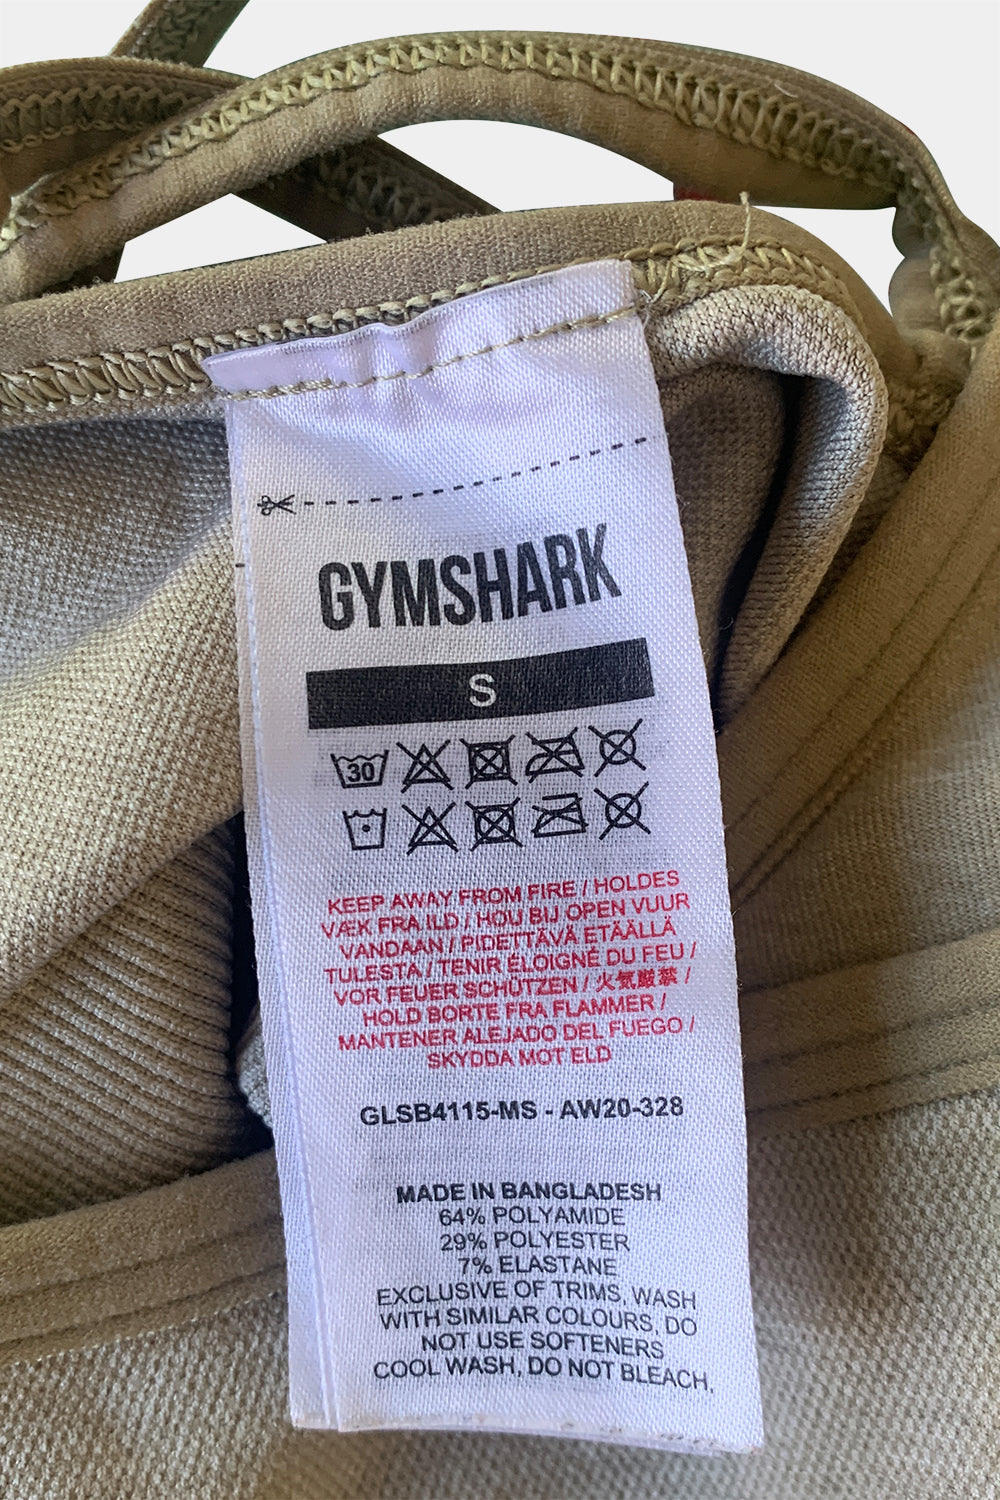 GYMSHARK
S
30
KEEP AWAY FROM FIRE / HOLDES
VÆK FRA ILD / HOU BIJ OPEN VUUR
VANDAAN / PIDETTÄVÄ ETÄÄLLÄ
TULESTA / TENIR ÉLOIGNÉ DU FEU /
VOR FEUER SCHÜTZEN / 火気厳禁 /
HOLD BORTE FRA FLAMMER /
MANTENER ALEJADO DEL FUEGO /
SKYDDA MOT ELD
GLSB4115-MS - AW20-328
MADE IN BANGLADESH
64% POLYAMIDE
29% POLYESTER
7% ELASTANE
EXCLUSIVE OF TRIMS, WASH
WITH SIMILAR COLOURS, DO
NOT USE SOFTENERS
COOL WASH, DO NOT BLEACH,